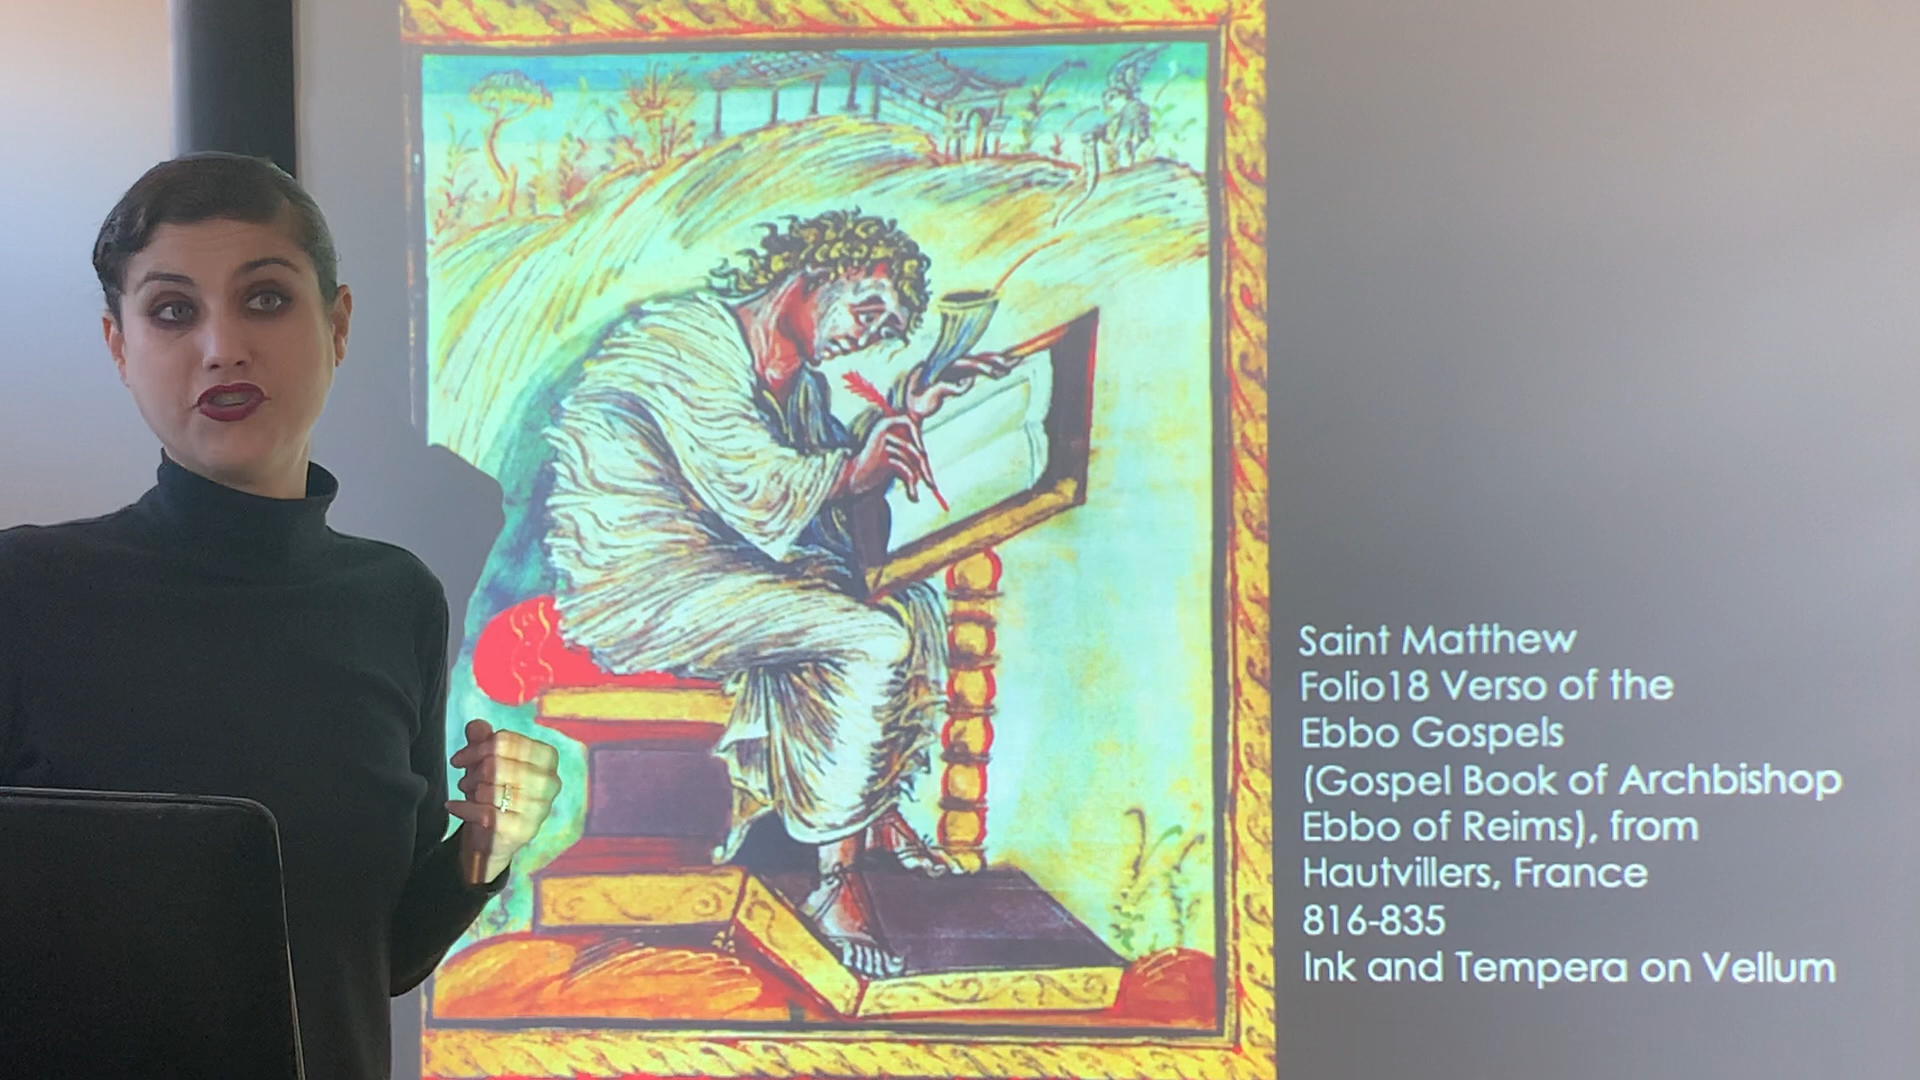 Saint Matthew
Folio18 Verso of the
Ebbo Gospels
(Gospel Book of Archbishop
Ebbo of Reims), from
Hautvillers, France
816-835
Ink and Tempera on Vellum